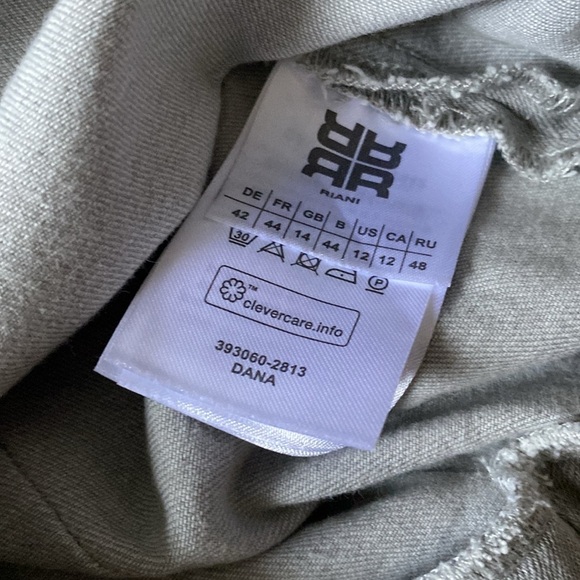 RIANI
DE FR GB B US CA RU
42 44 14 44 12 12 48
30 P
™
clevercare.info
393060-2813
DANA